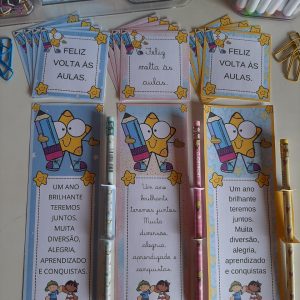 FELIZ
VOLTA ÀS
AULAS.
Feliz
volta às
aulas.
FELIZ
VOLTA ÀS
AULAS.
UM ANO
BRILHANTE
TEREMOS
JUNTOS.
MUITA
DIVERSÃO,
ALEGRIA,
APRENDIZADO
E CONQUISTAS.
Um ano
brilhante
teremos juntos.
Muita
diversão,
alegria,
aprendizado e
conquistas.
Um ano
brilhante
teremos
juntos.
Muita
diversão,
alegria,
aprendizado
e conquistas